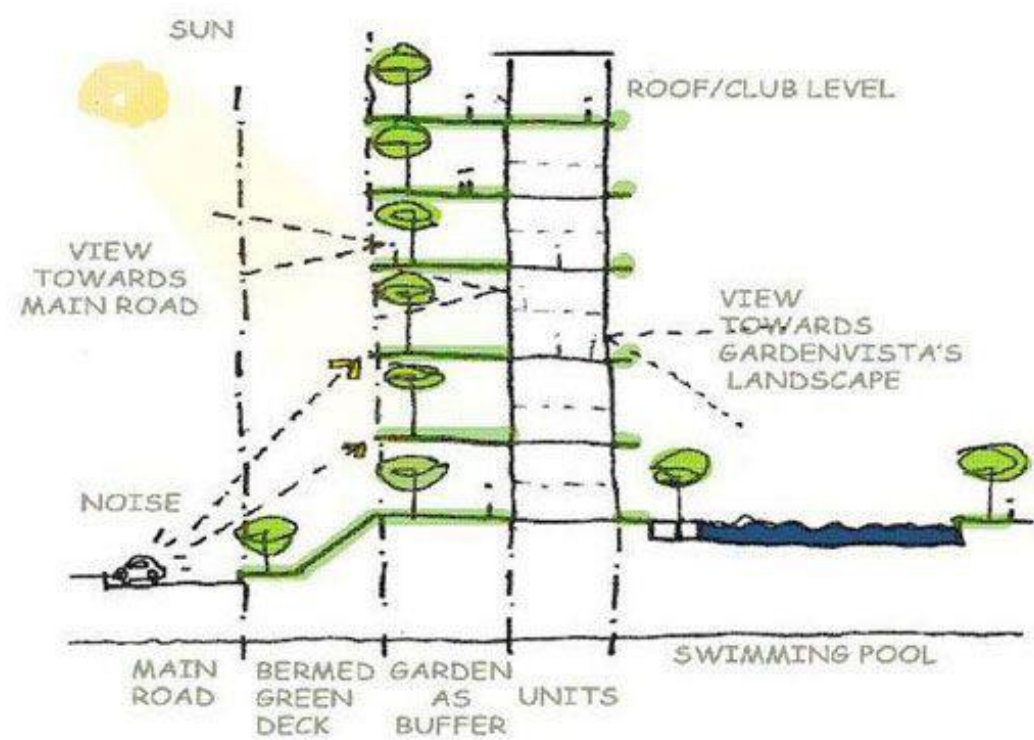 SUN
ROOF/CLUB LEVEL
VIEW
TOWARDS
MAIN ROAD
VIEW
TOWARDS
GARDENVISTA'S
LANDSCAPE
NOISE
MAIN
ROAD
BERMED
GREEN
DECK
GARDEN
AS
BUFFER
UNITS
SWIMMING POOL